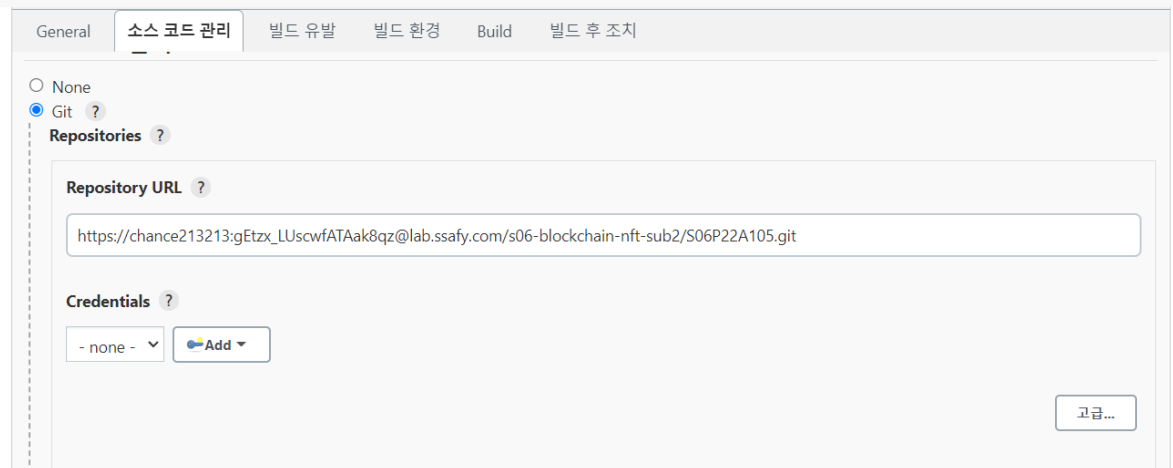 General 소스 코드 관리 빌드 유발 빌드 환경 Build 빌드 후 조치
None
Git ?
Repositories ?
Repository URL ?
https://chance213213:gEtzx_LUscwfATAak8qz@lab.ssafy.com/s06-blockchain-nft-sub2/S06P22A105.git
Credentials ?
- none - Add
고급...